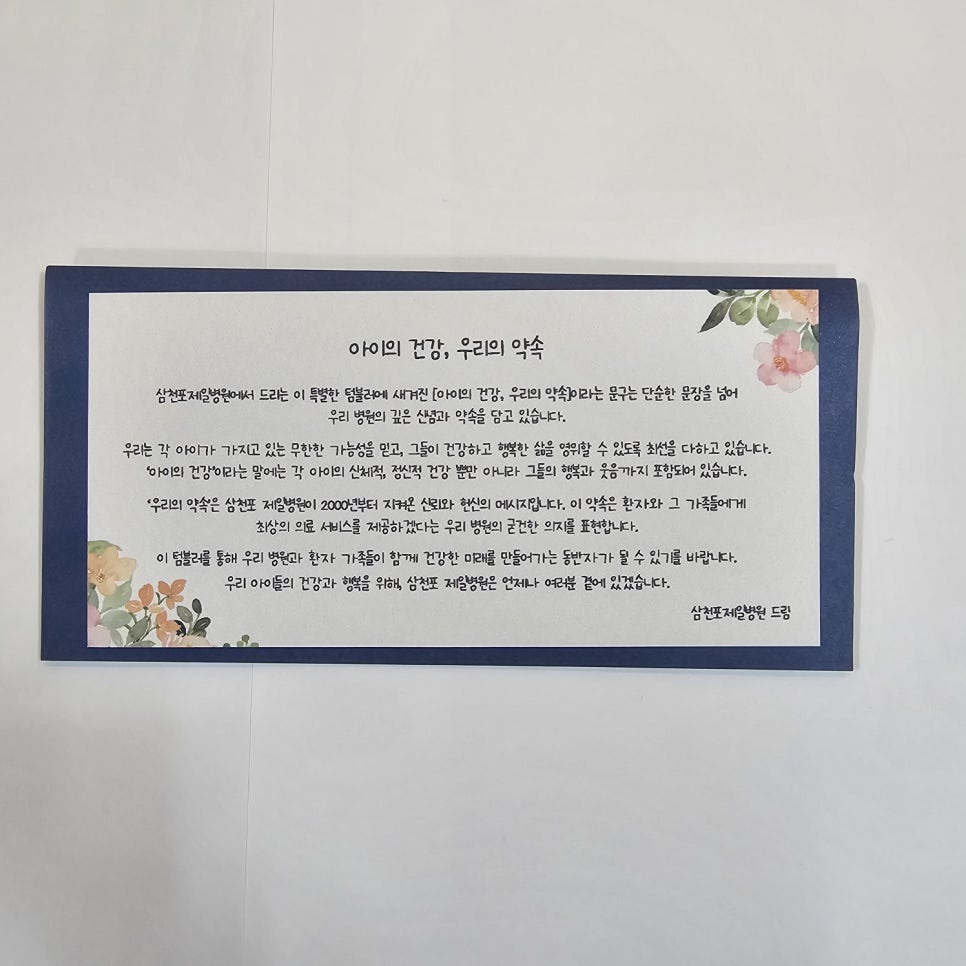 아이의 건강, 우리의 약속
삼천포제일병원에서 드리는 이 특별한 텀블러에 새겨진 [아이의 건강, 우리의 약속]이라는 문구는 단순한 문장을 넘어
우리 병원의 깊은 신념과 약속을 담고 있습니다.
우리는 각 아이가 가지고 있는 무한한 가능성을 믿고, 그들이 건강하고 행복한 삶을 영위할 수 있도록 최선을 다하고 있습니다.
'아이의 건강'이라는 말에는 각 아이의 신체적, 정신적 건강 뿐만 아니라 그들의 행복과 웃음까지 포함되어 있습니다.
'우리의 약속'은 삼천포 제일병원이 2000년부터 지켜온 신뢰와 헌신의 메시지입니다. 이 약속은 환자와 그 가족들에게
최상의 의료 서비스를 제공하겠다는 우리 병원의 굳건한 의지를 표현합니다.
이 텀블러를 통해 우리 병원과 환자 가족들이 함께 건강한 미래를 만들어가는 동반자가 될 수 있기를 바랍니다.
우리 아이들의 건강과 행복을 위해, 삼천포 제일병원은 언제나 여러분 곁에 있겠습니다.
삼천포제일병원 드림